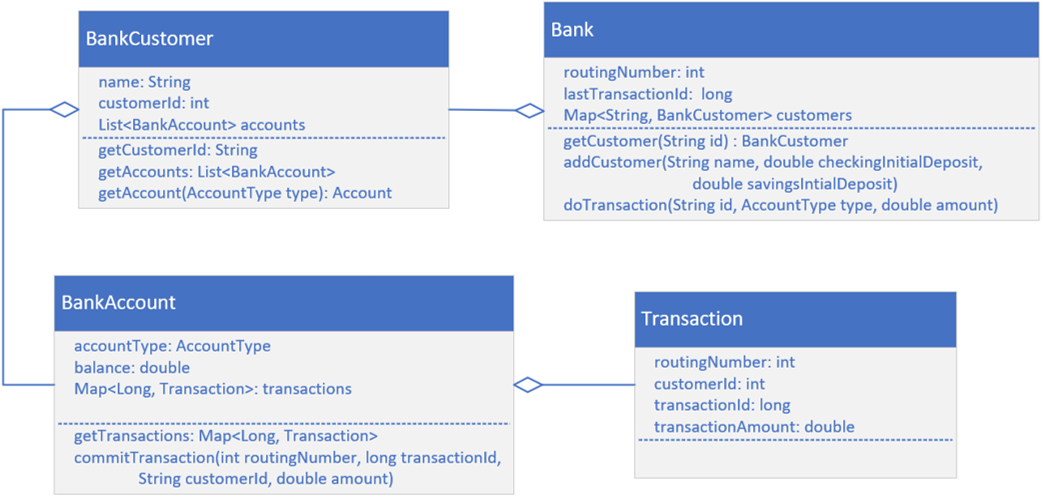 BankCustomer
name: String
customerId: int
List<BankAccount> accounts
getCustomerId: String
getAccounts: List<BankAccount>
getAccount(AccountType type): Account
Bank
routingNumber: int
lastTransactionId:  long
Map<String, BankCustomer> customers
getCustomer(String id) : BankCustomer
addCustomer(String name, double checkingInitialDeposit,
double savingsIntialDeposit)
doTransaction(String id, AccountType type, double amount)
BankAccount
accountType: AccountType
balance: double
Map<Long, Transaction>: transactions
getTransactions: Map<Long, Transaction>
commitTransaction(int routingNumber, long transactionId,
String customerId, double amount)
Transaction
routingNumber: int
customerId: int
transactionId: long
transactionAmount: double